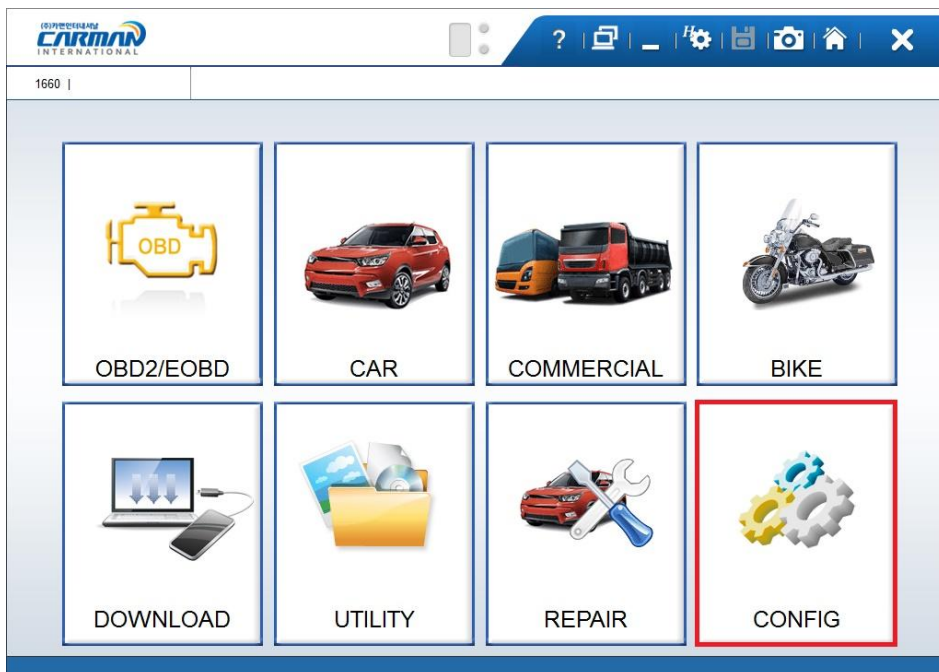 (주)카맨인터내셔날
CARMAN
INTERNATIONAL
? H
1660 |
OBD
OBD2/EOBD
CAR
COMMERCIAL
BIKE
DOWNLOAD
UTILITY
REPAIR
CONFIG